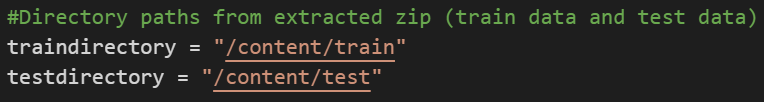 #Directory paths from extracted zip (train data and test data)
traindirectory = "/content/train"
testdirectory = "/content/test"